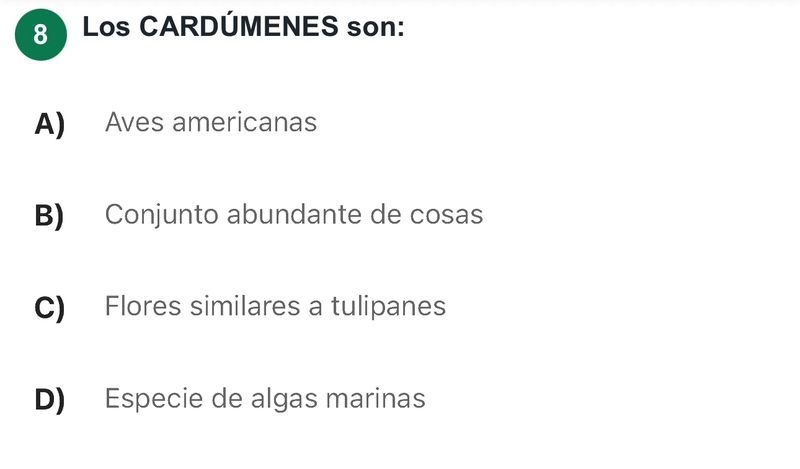 8 Los CARDÚMENES son:
A) Aves americanas
B) Conjunto abundante de cosas
C) Flores similares a tulipanes
D) Especie de algas marinas